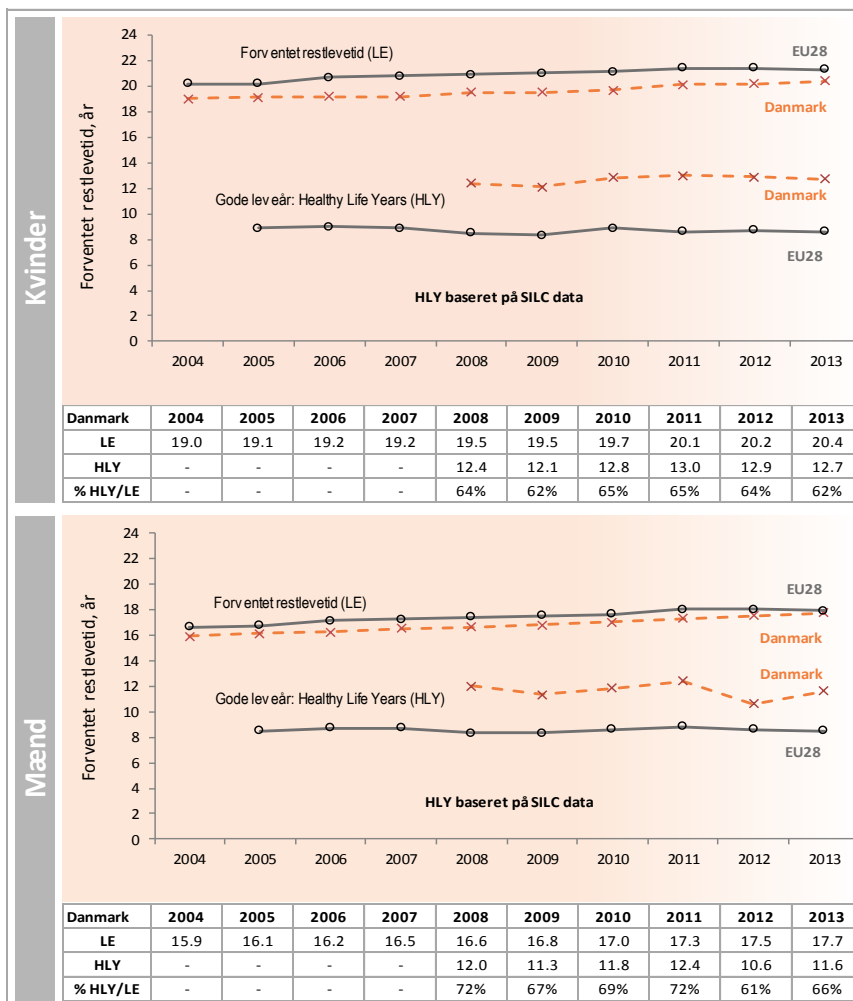 Kvinder
Forventet restlevetid, år
24
22
20
18
16
14
12
10
8
6
4
2
0
Forventet restlevetid (LE)
EU28
Danmark
Danmark
Gode leveår: Healthy Life Years (HLY)
EU28
HLY baseret på SILC data
2004 2005 2006 2007 2008 2009 2010 2011 2012 2013
Danmark 2004 2005 2006 2007 2008 2009 2010 2011 2012 2013
LE 19.0 19.1 19.2 19.2 19.5 19.5 19.7 20.1 20.2 20.4
HLY - - - - 12.4 12.1 12.8 13.0 12.9 12.7
% HLY/LE - - - - 64% 62% 65% 65% 64% 62%
Mænd
Forventet restlevetid, år
24
22
20
18
16
14
12
10
8
6
4
2
0
Forventet restlevetid (LE)
EU28
Danmark
Danmark
Gode leveår: Healthy Life Years (HLY)
EU28
HLY baseret på SILC data
2004 2005 2006 2007 2008 2009 2010 2011 2012 2013
Danmark 2004 2005 2006 2007 2008 2009 2010 2011 2012 2013
LE 15.9 16.1 16.2 16.5 16.6 16.8 17.0 17.3 17.5 17.7
HLY - - - - 12.0 11.3 11.8 12.4 10.6 11.6
% HLY/LE - - - - 72% 67% 69% 72% 61% 66%